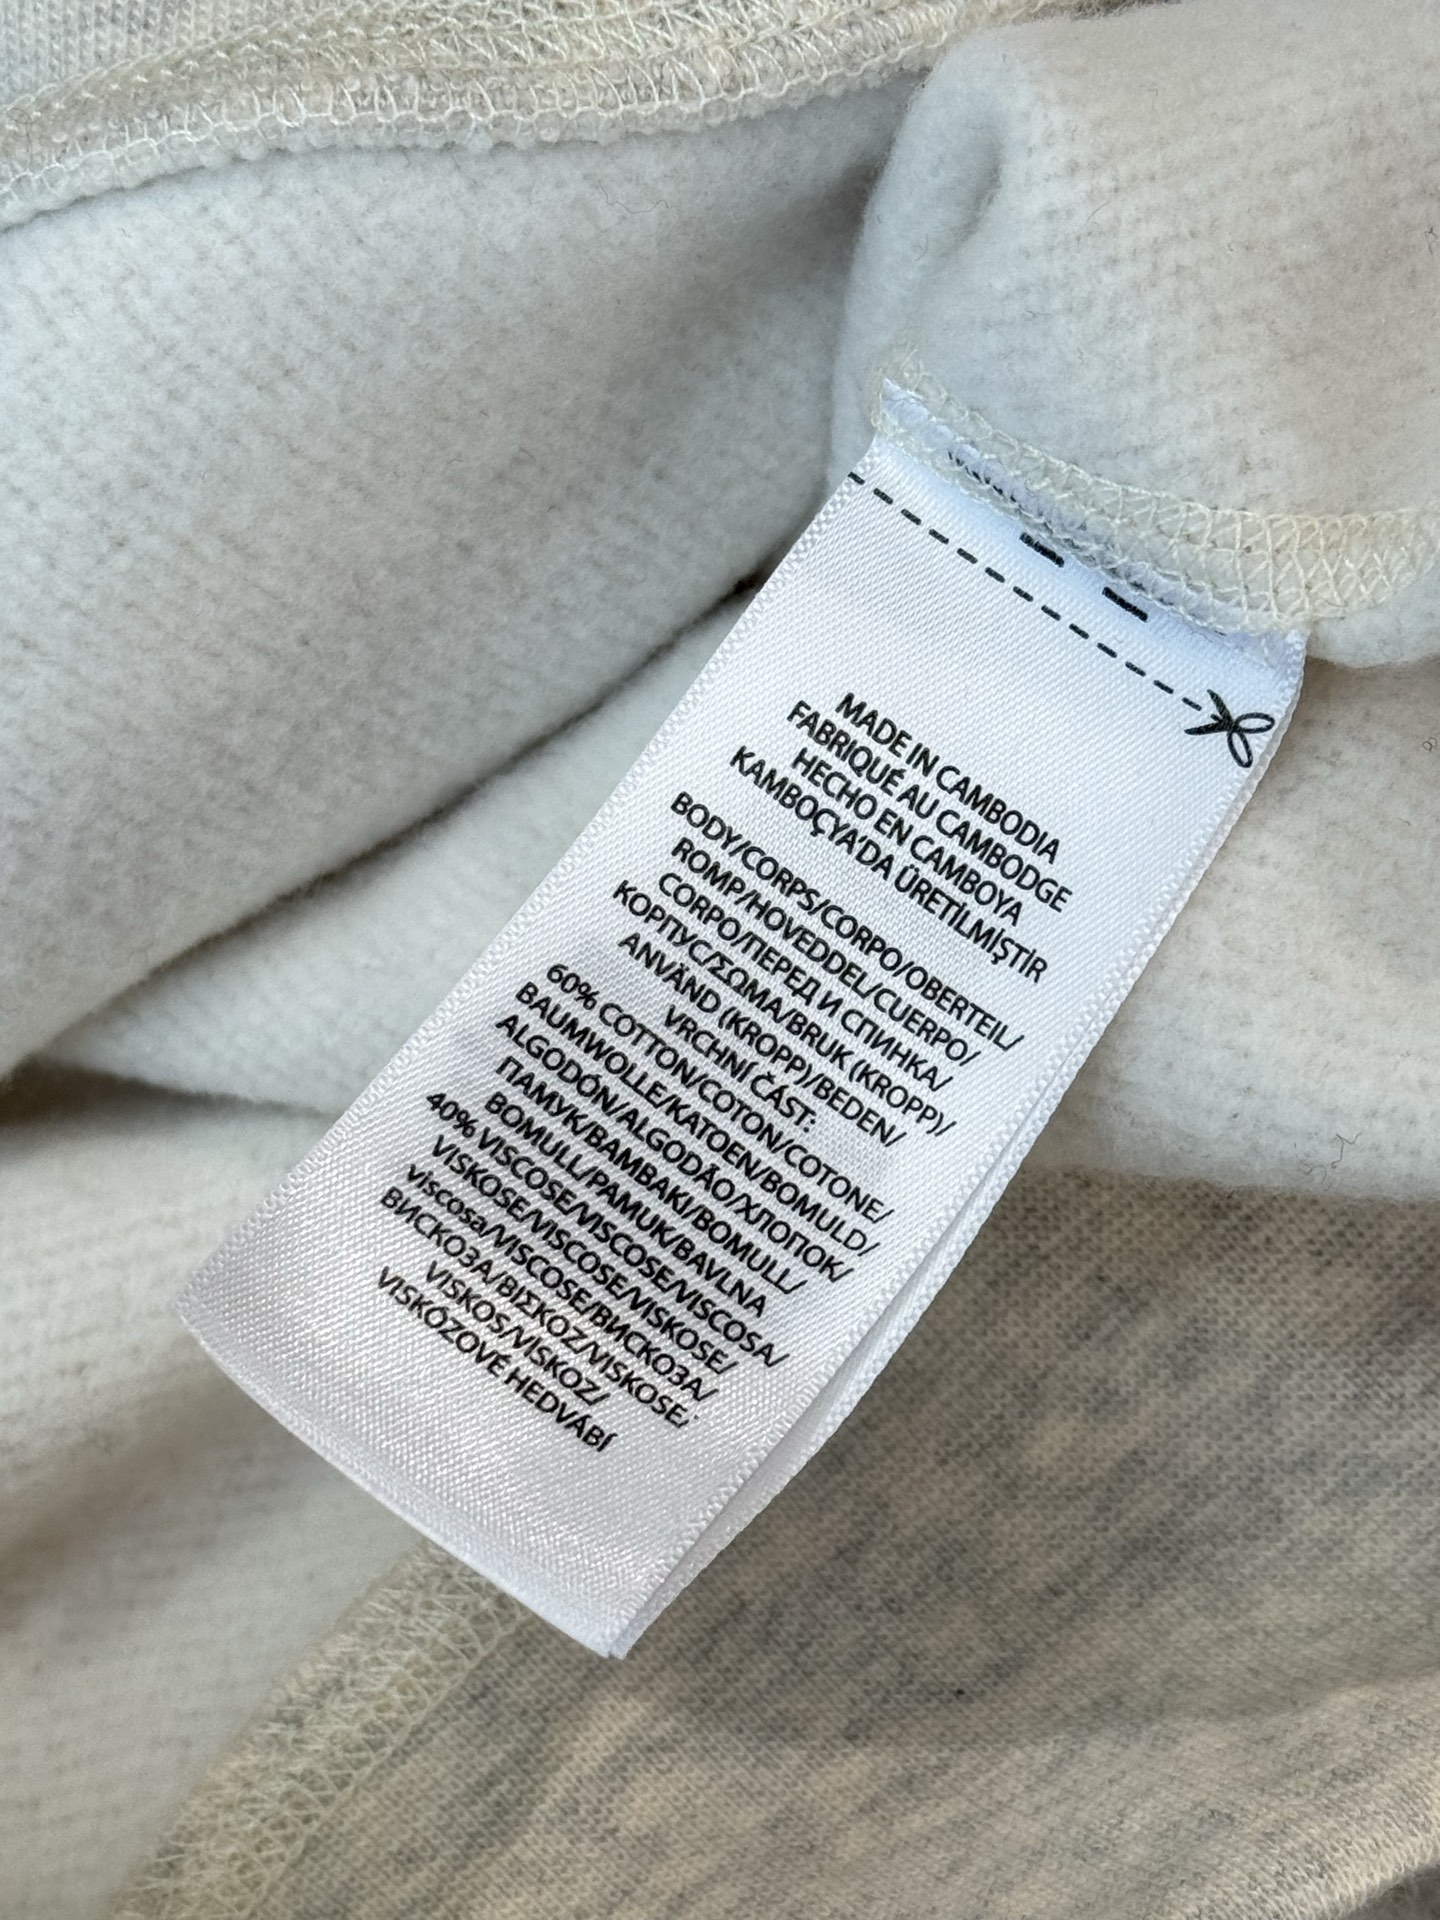 MADE IN CAMBODIA
FABRIQUÉ AU CAMBODGE
HECHO EN CAMBOYA
KAMBOÇYA'DA ÜRETİLMİŞTİR
BODY/CORPS/CORPO/OBERTEIL/
ROMP/HOVEDDEL/CUERPO/
CORPO/ПЕРЕД И СПИНКА/
КОРПУС/ΣΩΜΑ/BRUK (KROPP)/
ANVÄND (KROPP)/BEDEN/
VRCHNÍ ČÁST:
60% COTTON/COTON/COTONE/
BAUMWOLLE/KATOEN/BOMULD/
ALGODÓN/ALGODÃO/ХЛОПОК/
ПАМУК/ΒΑΜΒΑΚΙ/BOMULL/
BOMULL/PAMUK/BAVLNA
40% VISCOSE/VISCOSE/VISCOSA/
VISKOSE/VISCOSE/VISKOSE/
viscosa/VISCOSE/ВИСКОЗА/
ВИСКОЗА/ΒΙΣΚΟΖ/VISKOSE/
VISKOS/VİSKOZ/
VISKÓZOVÉ HEDVÁBÍ